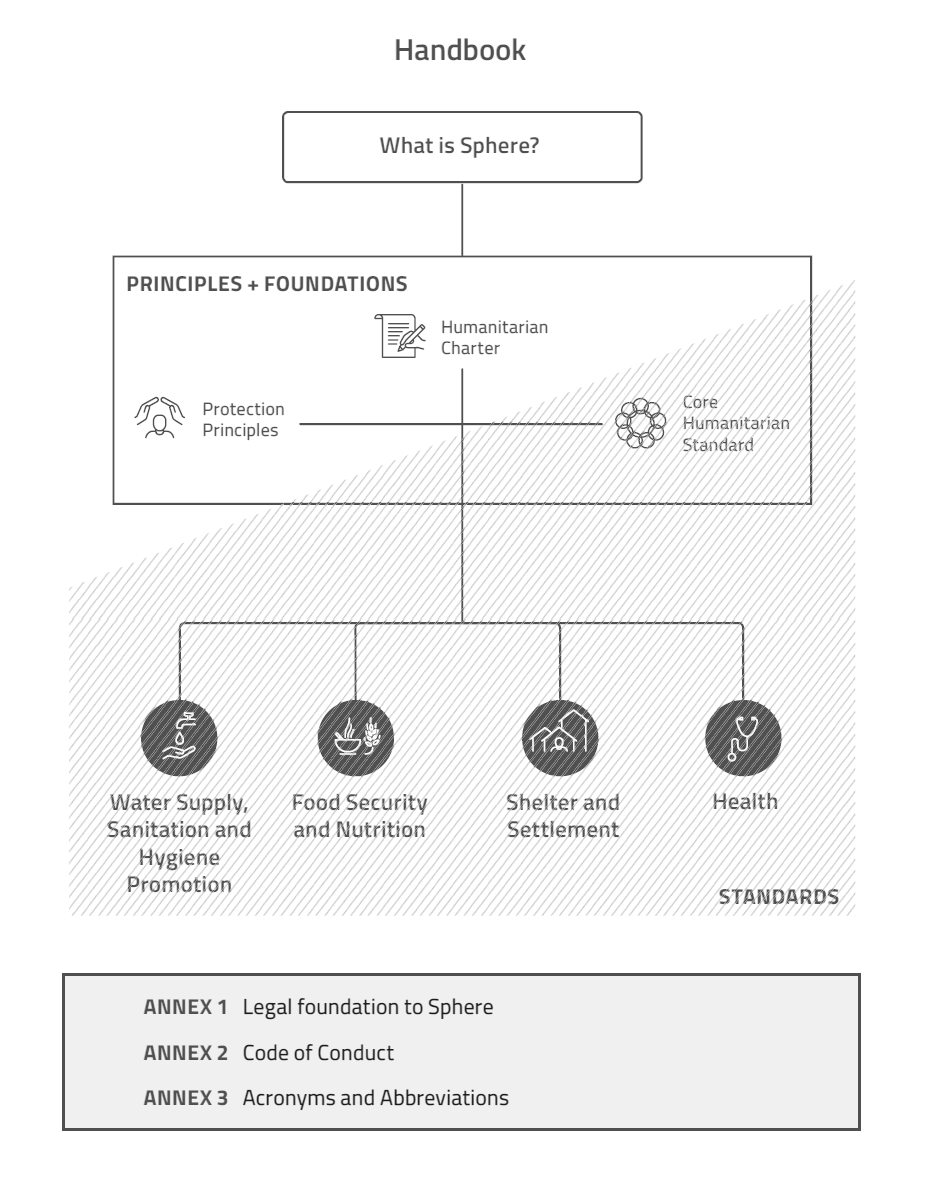 Handbook
What is Sphere?
PRINCIPLES + FOUNDATIONS
Humanitarian
Charter
Protection
Principles
Core
Humanitarian
Standard
Water Supply,
Sanitation and
Hygiene
Promotion
Food Security
and Nutrition
Shelter and
Settlement
Health
STANDARDS
ANNEX 1 Legal foundation to Sphere
ANNEX 2 Code of Conduct
ANNEX 3 Acronyms and Abbreviations